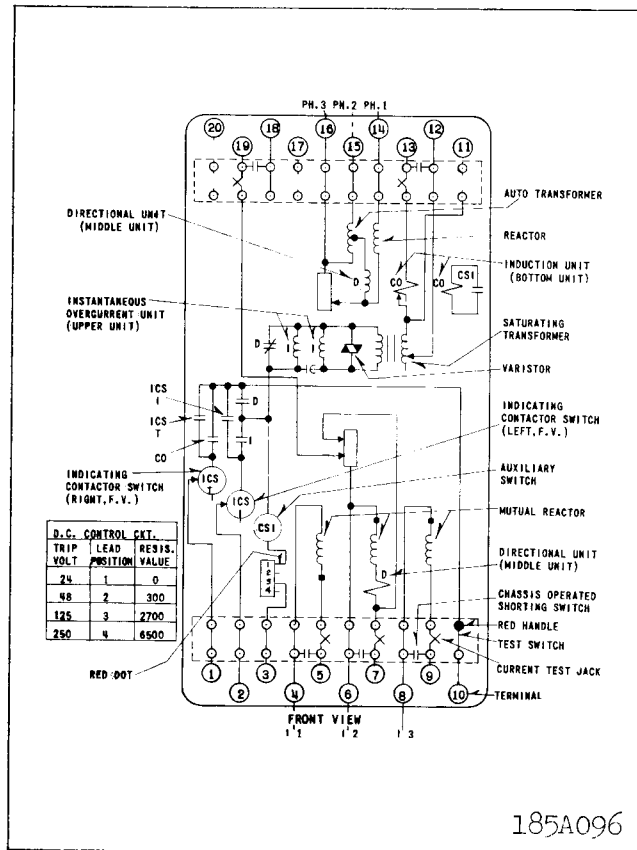 PH.3 PH.2 PH.1
20 18 16 15 14 12
19 17 13 11
AUTO TRANSFORMER
DIRECTIONAL UNIT
(MIDDLE UNIT)
REACTOR
D CO CO CSI
INDUCTION UNIT
(BOTTOM UNIT)
INSTANTANEOUS
OVERCURRENT UNIT
(UPPER UNIT)
D I I
SATURATING
TRANSFORMER
VARISTOR
ICS
I
D
ICS
T
I
CO
INDICATING
CONTACTOR SWITCH
(LEFT,F.V.)
INDICATING
CONTACTOR SWITCH
(RIGHT,F.V.)
ICS
T
ICS
I
CSI
AUXILIARY
SWITCH
MUTUAL REACTOR
D.C. CONTROL CKT.
TRIP VOLT LEAD POSITION RESIS. VALUE
24 1 0
48 2 300
125 3 2700
250 4 6500
1
2
3
4
D
DIRECTIONAL UNIT
(MIDDLE UNIT)
CHASSIS OPERATED
SHORTING SWITCH
RED HANDLE
TEST SWITCH
CURRENT TEST JACK
RED DOT
1 3 5 7 9
2 4 6 8 10
TERMINAL
FRONT VIEW
I1 I2 I3
185A096